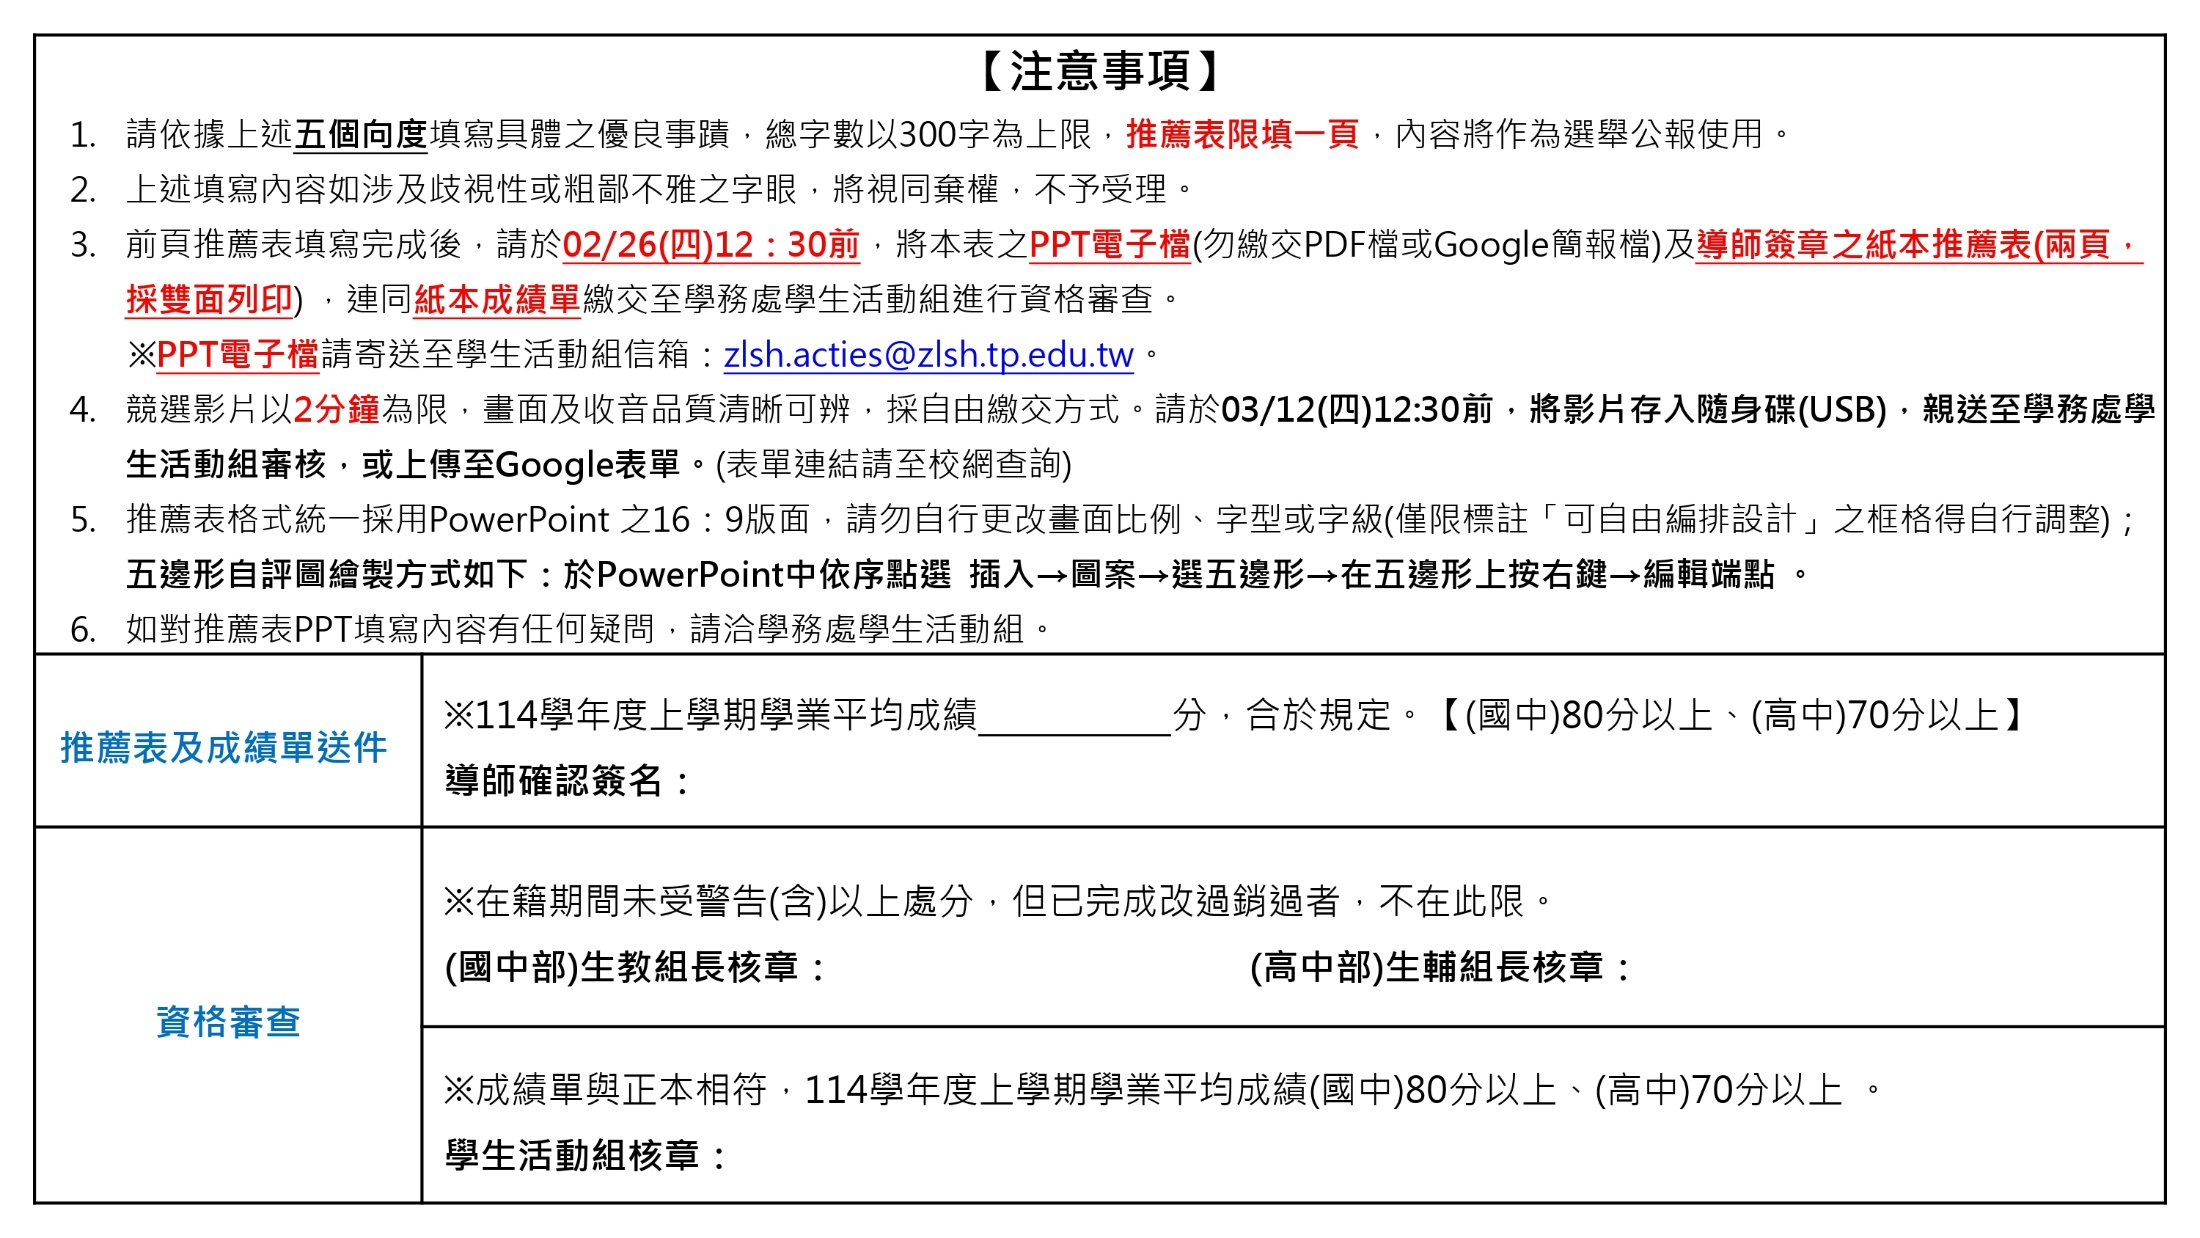 【注意事項】
1. 請依據上述五個向度填寫具體之優良事蹟，總字數以300字為上限，推薦表限填一頁，內容將作為選舉公報使用。
2. 上述填寫內容如涉及歧視性或粗鄙不雅之字眼，將視同棄權，不予受理。
3. 前頁推薦表填寫完成後，請於02/26(四)12：30前，將本表之PPT電子檔(勿繳交PDF檔或Google簡報檔)及導師簽章之紙本推薦表(兩頁，
採雙面列印)，連同紙本成績單繳交至學務處學生活動組進行資格審查。
※PPT電子檔請寄送至學生活動組信箱：zlsh.acties@zlsh.tp.edu.tw。
4. 競選影片以2分鐘為限，畫面及收音品質清晰可辨，採自由繳交方式。請於03/12(四)12:30前，將影片存入隨身碟(USB)，親送至學務處學
生活動組審核，或上傳至Google表單。(表單連結請至校網查詢)
5. 推薦表格式統一採用PowerPoint 之16：9版面，請勿自行更改畫面比例、字型或字級(僅限標註「可自由編排設計」之框格得自行調整)；
五邊形自評圖繪製方式如下：於PowerPoint中依序點選 插入→圖案→選五邊形→在五邊形上按右鍵→編輯端點 。
6. 如對推薦表PPT填寫內容有任何疑問，請洽學務處學生活動組。
推薦表及成績單送件
※114學年度上學期學業平均成績__________分，合於規定。【(國中)80分以上、(高中)70分以上】
導師確認簽名：
資格審查
※在籍期間未受警告(含)以上處分，但已完成改過銷過者，不在此限。
(國中部)生教組長核章： (高中部)生輔組長核章：
※成績單與正本相符，114學年度上學期學業平均成績(國中)80分以上、(高中)70分以上 。
學生活動組核章：